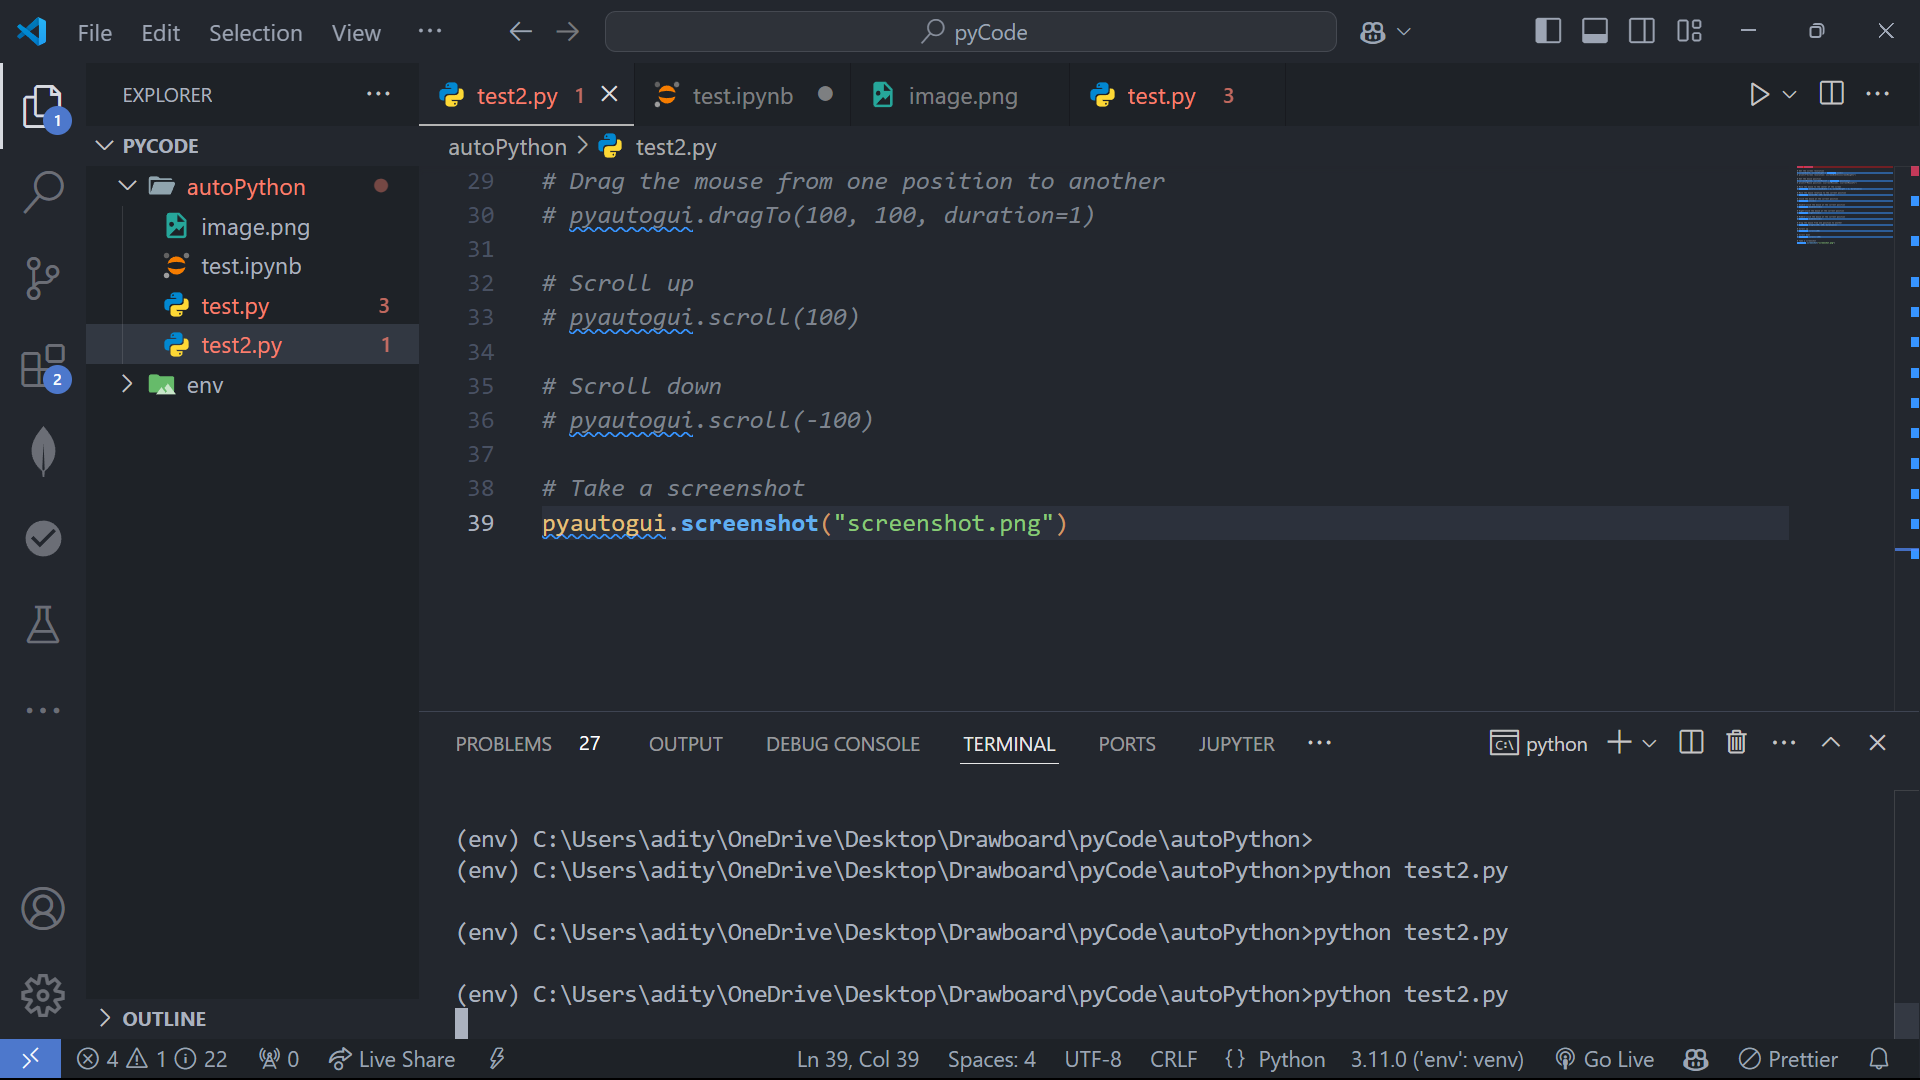 File Edit Selection View ··· pyCode
EXPLORER ···
1
PYCODE
autoPython
image.png
test.ipynb
test.py 3
test2.py 1
env
2
OUTLINE
test2.py 1 test.ipynb image.png test.py 3
autoPython > test2.py
29 # Drag the mouse from one position to another
30 # pyautogui.dragTo(100, 100, duration=1)
31
32 # Scroll up
33 # pyautogui.scroll(100)
34
35 # Scroll down
36 # pyautogui.scroll(-100)
37
38 # Take a screenshot
39 pyautogui.screenshot("screenshot.png")
PROBLEMS 27 OUTPUT DEBUG CONSOLE TERMINAL PORTS JUPYTER ··· python
(env) C:\Users\adity\OneDrive\Desktop\Drawboard\pyCode\autoPython>
(env) C:\Users\adity\OneDrive\Desktop\Drawboard\pyCode\autoPython>python test2.py
(env) C:\Users\adity\OneDrive\Desktop\Drawboard\pyCode\autoPython>python test2.py
(env) C:\Users\adity\OneDrive\Desktop\Drawboard\pyCode\autoPython>python test2.py
4 1 22 0 Live Share Ln 39, Col 39 Spaces: 4 UTF-8 CRLF {} Python 3.11.0 ('env': venv) Go Live Prettier